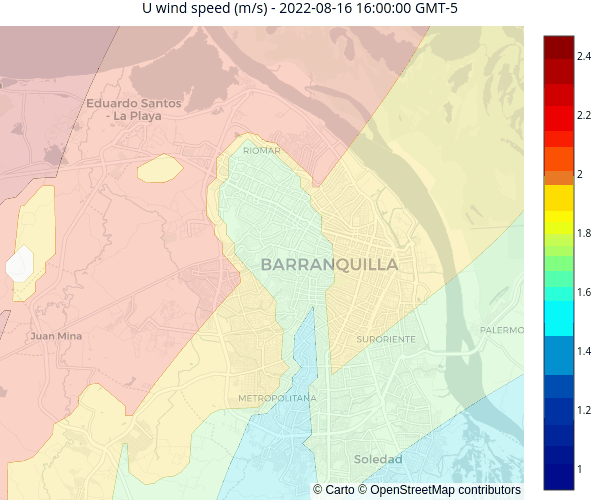 U wind speed (m/s) - 2022-08-16 16:00:00 GMT-5
2.4
2.2
2
1.8
1.6
1.4
1.2
1
Eduardo Santos
- La Playa
RIOMAR
BARRANQUILLA
Juan Mina
SURORIENTE
PALERMO
METROPOLITANA
Soledad
© Carto © OpenStreetMap contributors